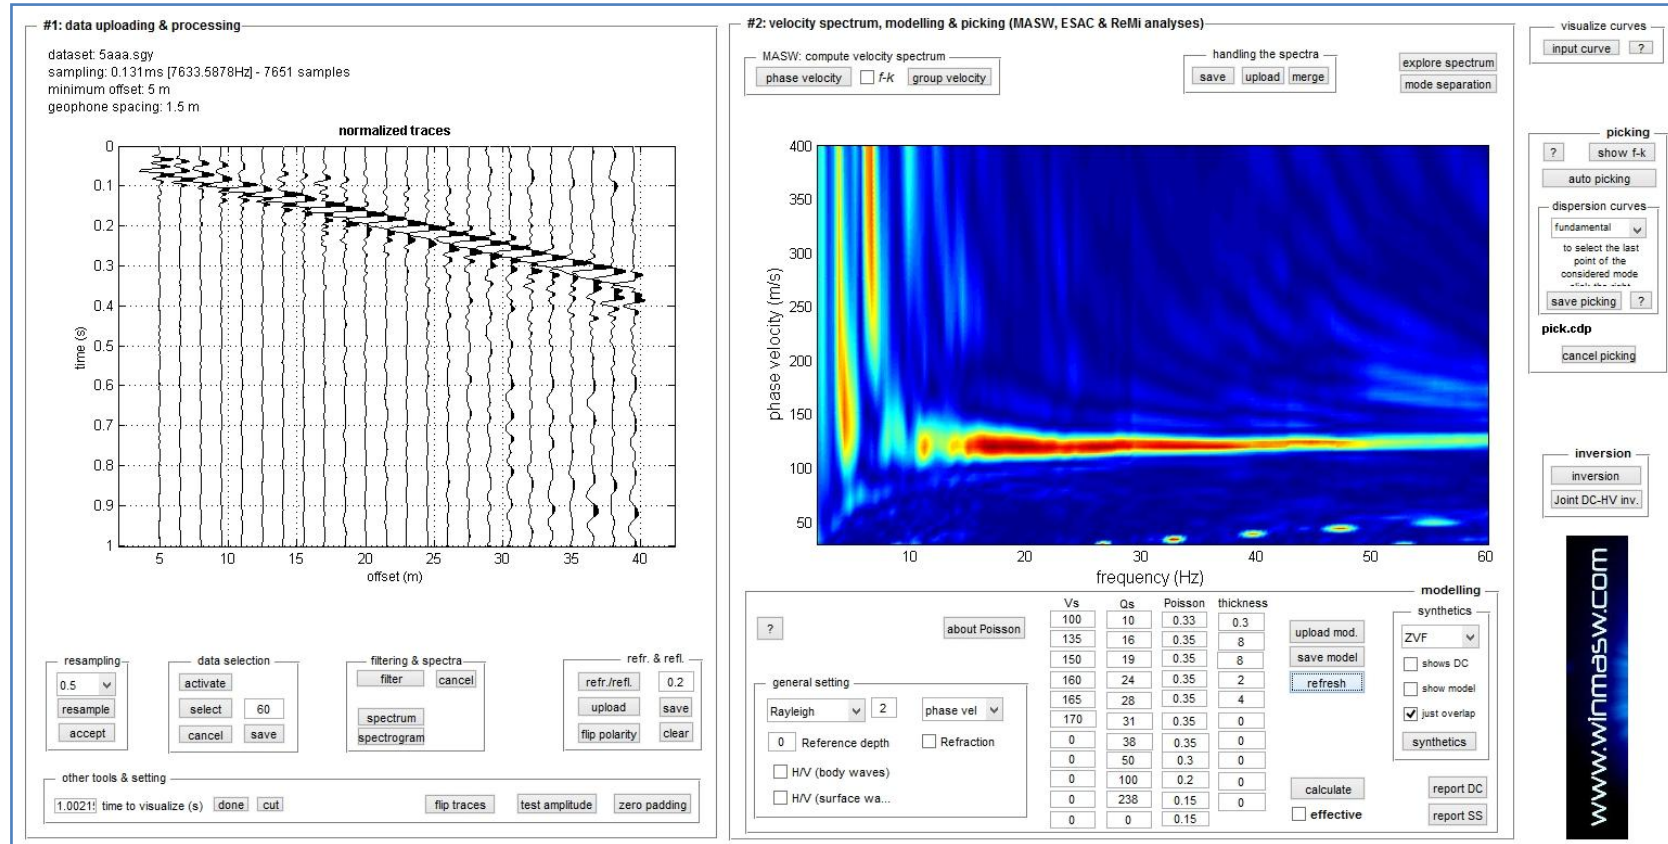 #1: data uploading & processing
dataset: 5aaa.sgy
sampling: 0.131ms [7633.5878Hz] - 7651 samples
minimum offset: 5 m
geophone spacing: 1.5 m
normalized traces
0
0.1
0.2
0.3
0.4
0.5
0.6
0.7
0.8
0.9
1
time (s)
5 10 15 20 25 30 35 40
offset (m)
resampling
0.5
resample
accept
data selection
activate
select 60
cancel save
filtering & spectra
filter cancel
spectrum
spectrogram
refr. & refl.
refr./refl. 0.2
upload save
flip polarity clear
other tools & setting
1.0021 time to visualize (s) done cut flip traces test amplitude zero padding
#2: velocity spectrum, modelling & picking (MASW, ESAC & ReMi analyses)
MASW: compute velocity spectrum
phase velocity f-k group velocity
handling the spectra
save upload merge
explore spectrum
mode separation
400
350
300
250
200
150
100
50
phase velocity (m/s)
10 20 30 40 50 60
frequency (Hz)
modelling
? about Poisson
general setting
Rayleigh 2 phase vel
0 Reference depth Refraction
H/V (body waves)
H/V (surface wa...
Vs Qs Poisson thickness
100 10 0.33 0.3
135 16 0.35 8
150 19 0.35 8
160 24 0.35 2
165 28 0.35 4
170 31 0.35 0
0 38 0.35 0
0 50 0.3 0
0 100 0.2 0
0 238 0.15 0
0 0 0.15
upload mod.
save model
refresh
calculate
effective
synthetics
ZVF
shows DC
show model
just overlap
synthetics
report DC
report SS
visualize curves
input curve ?
picking
? show f-k
auto picking
dispersion curves
fundamental
to select the last
point of the
considered mode
click the right
save picking ?
pick.cdp
cancel picking
inversion
inversion
Joint DC-HV inv.
www.winmasw.com